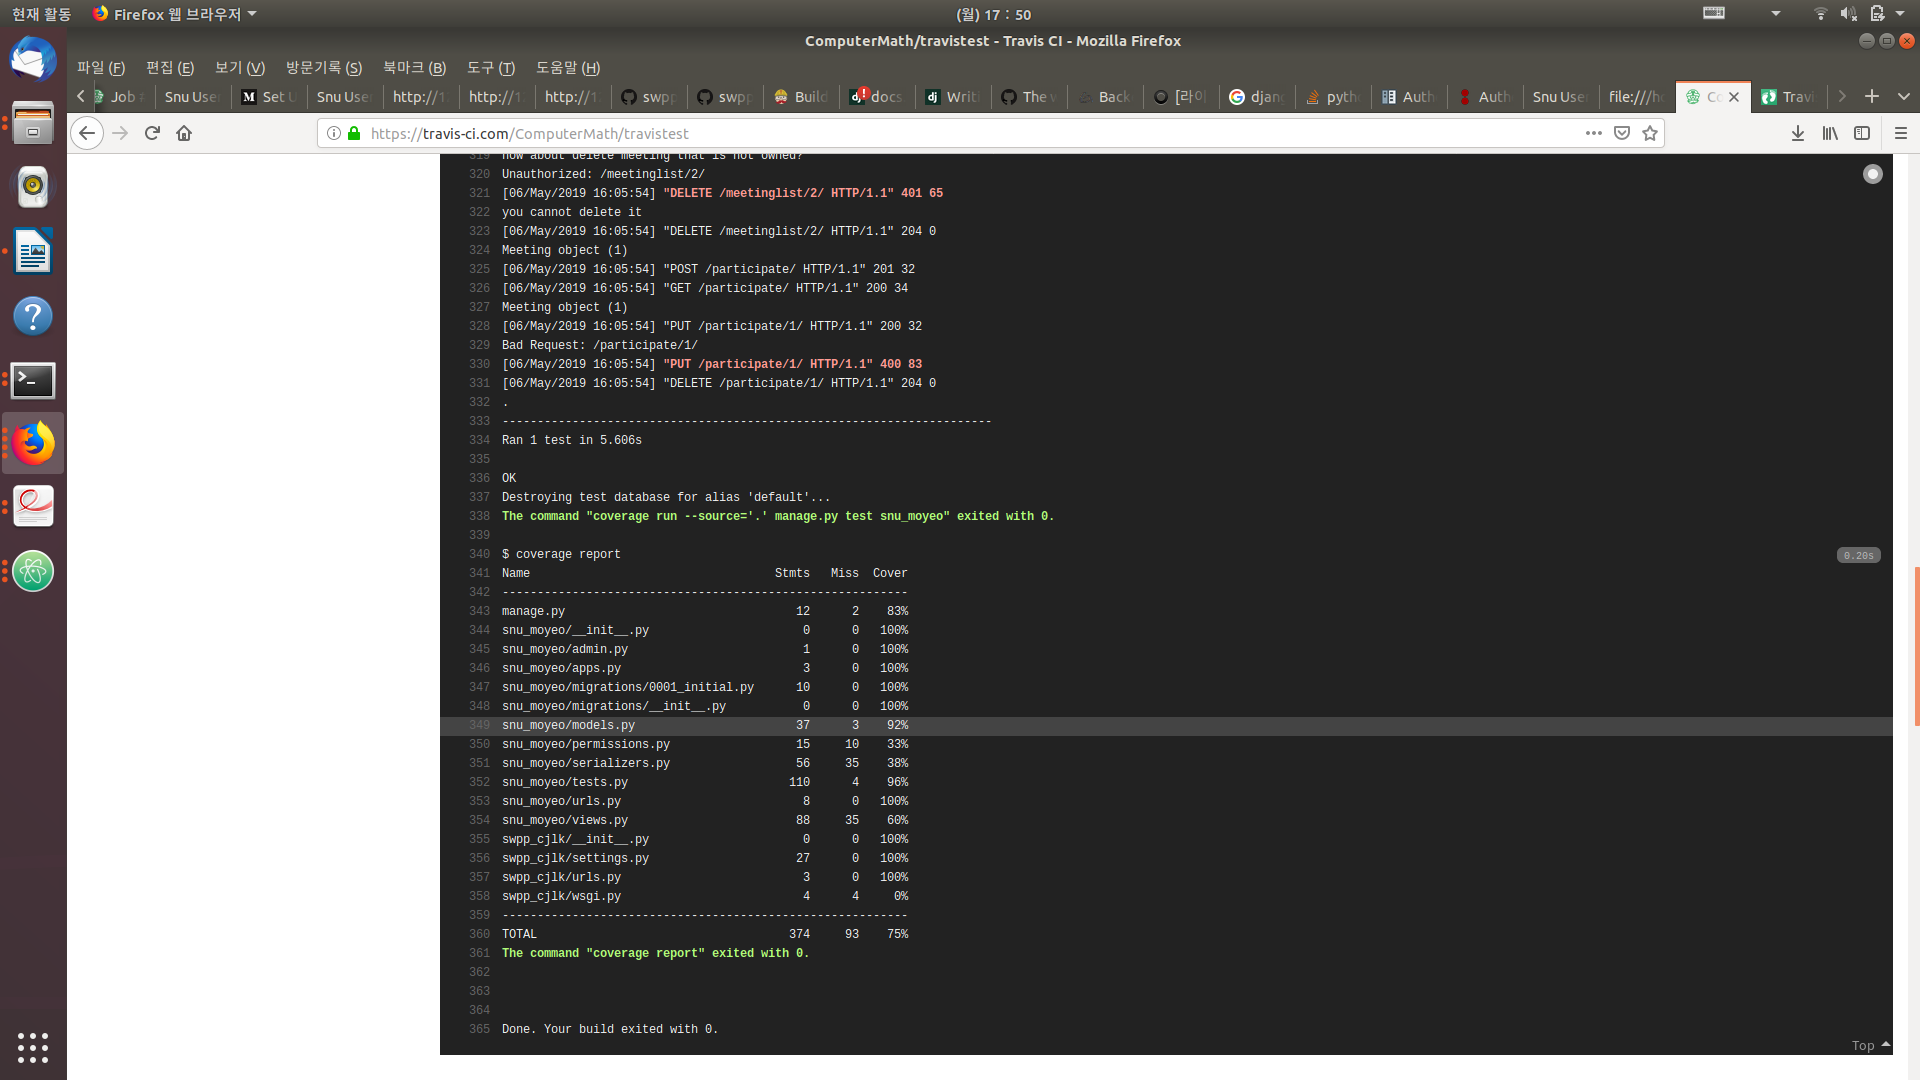 현재 활동
Firefox 웹 브라우저
(월) 17 : 50
ComputerMath/travistest - Travis CI - Mozilla Firefox
파일 (F) 편집 (E) 보기 (V) 방문기록 (S) 북마크 (B) 도구 (T) 도움말 (H)
Job Snu Use Set U Snu Use http://1 http://1 http://1 swpp swpp Build docs Writi The w Back [라이 djang pyth Auth Auth Snu User file:///h Co Travi
https://travis-ci.com/ComputerMath/travistest
319 how about delete meeting that is not owned?
320 Unauthorized: /meetinglist/2/
321 [06/May/2019 16:05:54] "DELETE /meetinglist/2/ HTTP/1.1" 401 65
322 you cannot delete it
323 [06/May/2019 16:05:54] "DELETE /meetinglist/2/ HTTP/1.1" 204 0
324 Meeting object (1)
325 [06/May/2019 16:05:54] "POST /participate/ HTTP/1.1" 201 32
326 [06/May/2019 16:05:54] "GET /participate/ HTTP/1.1" 200 34
327 Meeting object (1)
328 [06/May/2019 16:05:54] "PUT /participate/1/ HTTP/1.1" 200 32
329 Bad Request: /participate/1/
330 [06/May/2019 16:05:54] "PUT /participate/1/ HTTP/1.1" 400 83
331 [06/May/2019 16:05:54] "DELETE /participate/1/ HTTP/1.1" 204 0
332 .
333 ----------------------------------------------------------------------
334 Ran 1 test in 5.606s
335
336 OK
337 Destroying test database for alias 'default'...
338 The command "coverage run --source='.' manage.py test snu_moyeo" exited with 0.
339
340 $ coverage report 0.20s
341 Name Stmts Miss Cover
342 ----------------------------------------------------------
343 manage.py 12 2 83%
344 snu_moyeo/__init__.py 0 0 100%
345 snu_moyeo/admin.py 1 0 100%
346 snu_moyeo/apps.py 3 0 100%
347 snu_moyeo/migrations/0001_initial.py 10 0 100%
348 snu_moyeo/migrations/__init__.py 0 0 100%
349 snu_moyeo/models.py 37 3 92%
350 snu_moyeo/permissions.py 15 10 33%
351 snu_moyeo/serializers.py 56 35 38%
352 snu_moyeo/tests.py 110 4 96%
353 snu_moyeo/urls.py 8 0 100%
354 snu_moyeo/views.py 88 35 60%
355 swpp_cjlk/__init__.py 0 0 100%
356 swpp_cjlk/settings.py 27 0 100%
357 swpp_cjlk/urls.py 3 0 100%
358 swpp_cjlk/wsgi.py 4 4 0%
359 ----------------------------------------------------------
360 TOTAL 374 93 75%
361 The command "coverage report" exited with 0.
362
363
364
365 Done. Your build exited with 0.
Top